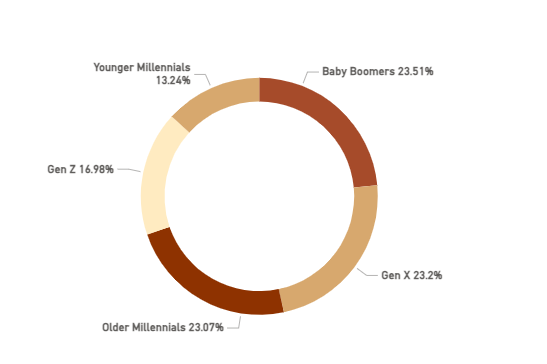 Younger Millennials
13.24%
Baby Boomers 23.51%
Gen Z 16.98%
Gen X 23.2%
Older Millennials 23.07%